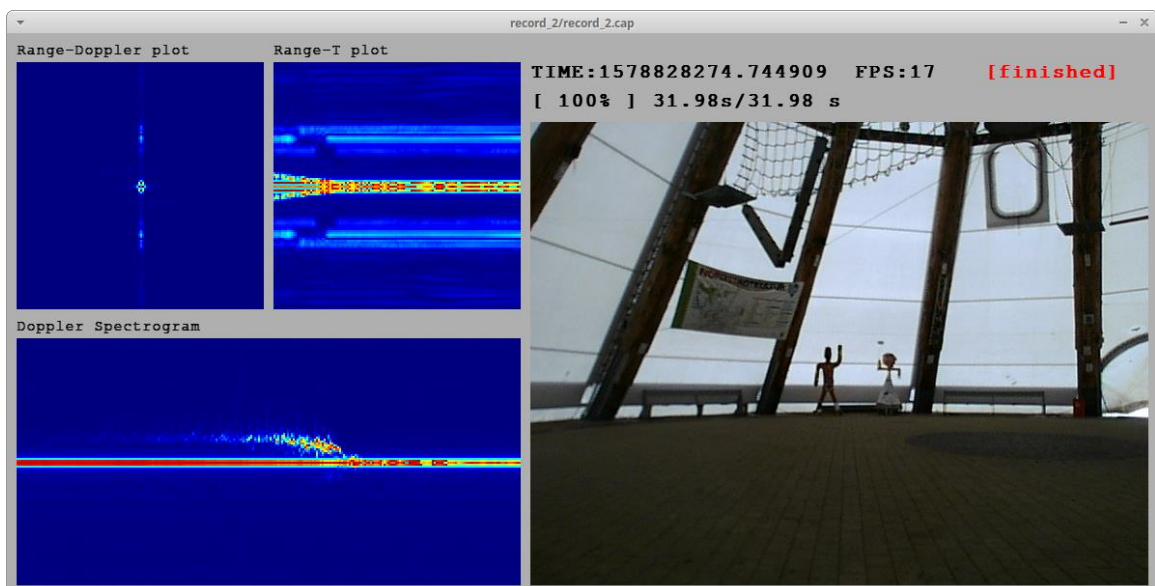 record_2/record_2.cap
Range-Doppler plot
Range-T plot
TIME:1578828274.744909 FPS:17 [finished]
[ 100% ] 31.98s/31.98 s
Doppler Spectrogram